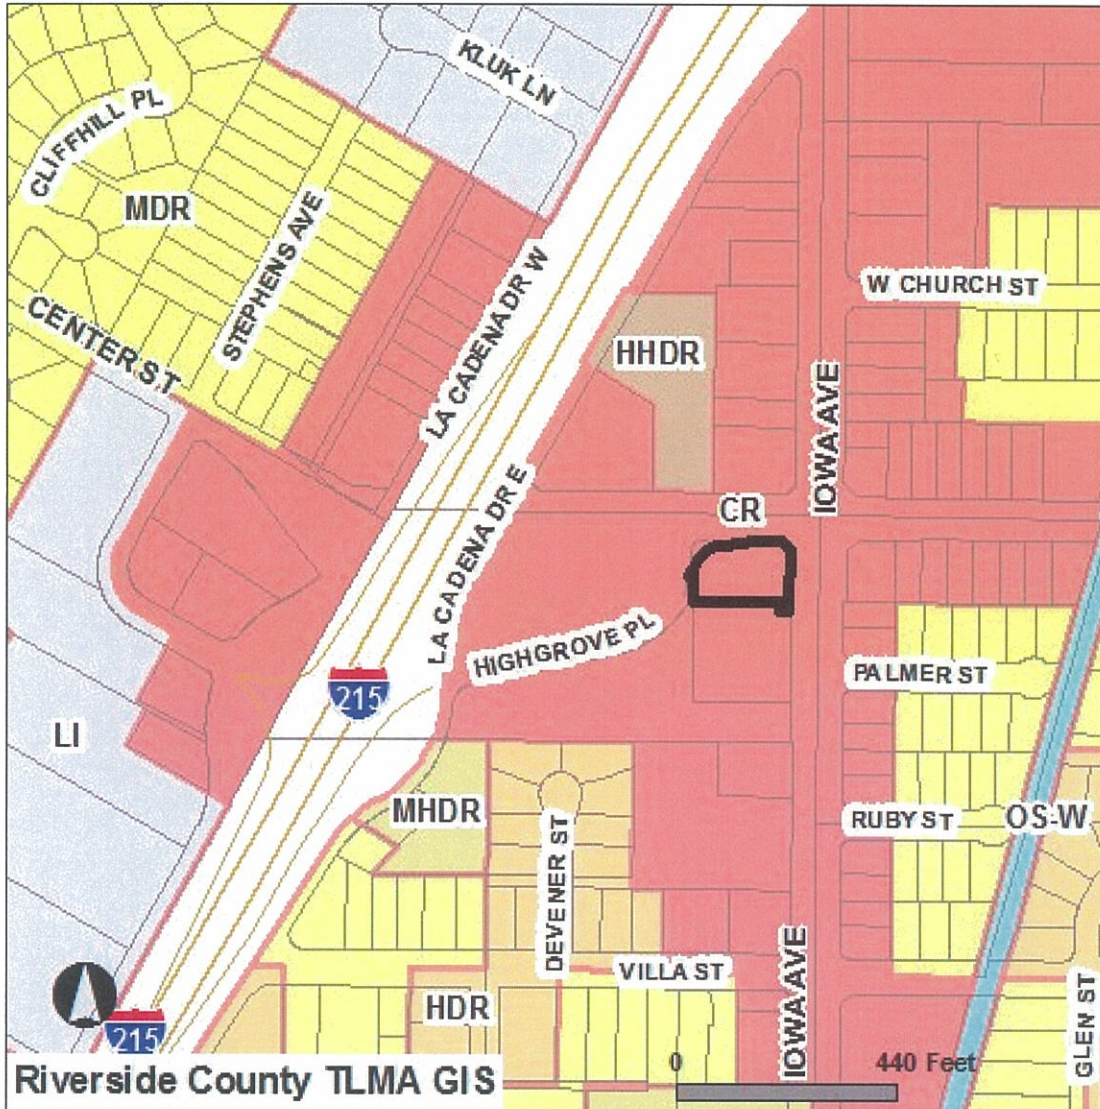 KLUK LN
CLIFFHILL PL
MDR
STEPHENS AVE
LA CADENA DR W
W CHURCH ST
CENTER ST
HHDR
IOWA AVE
CR
LA CADENA DR E
HIGHGROVE PL
PALMER ST
215
LI
MHDR
DEVENER ST
RUBY ST
OS-W
VILLA ST
IOWA AVE
HDR
GLEN ST
215
0 440 Feet
Riverside County TLMA GIS